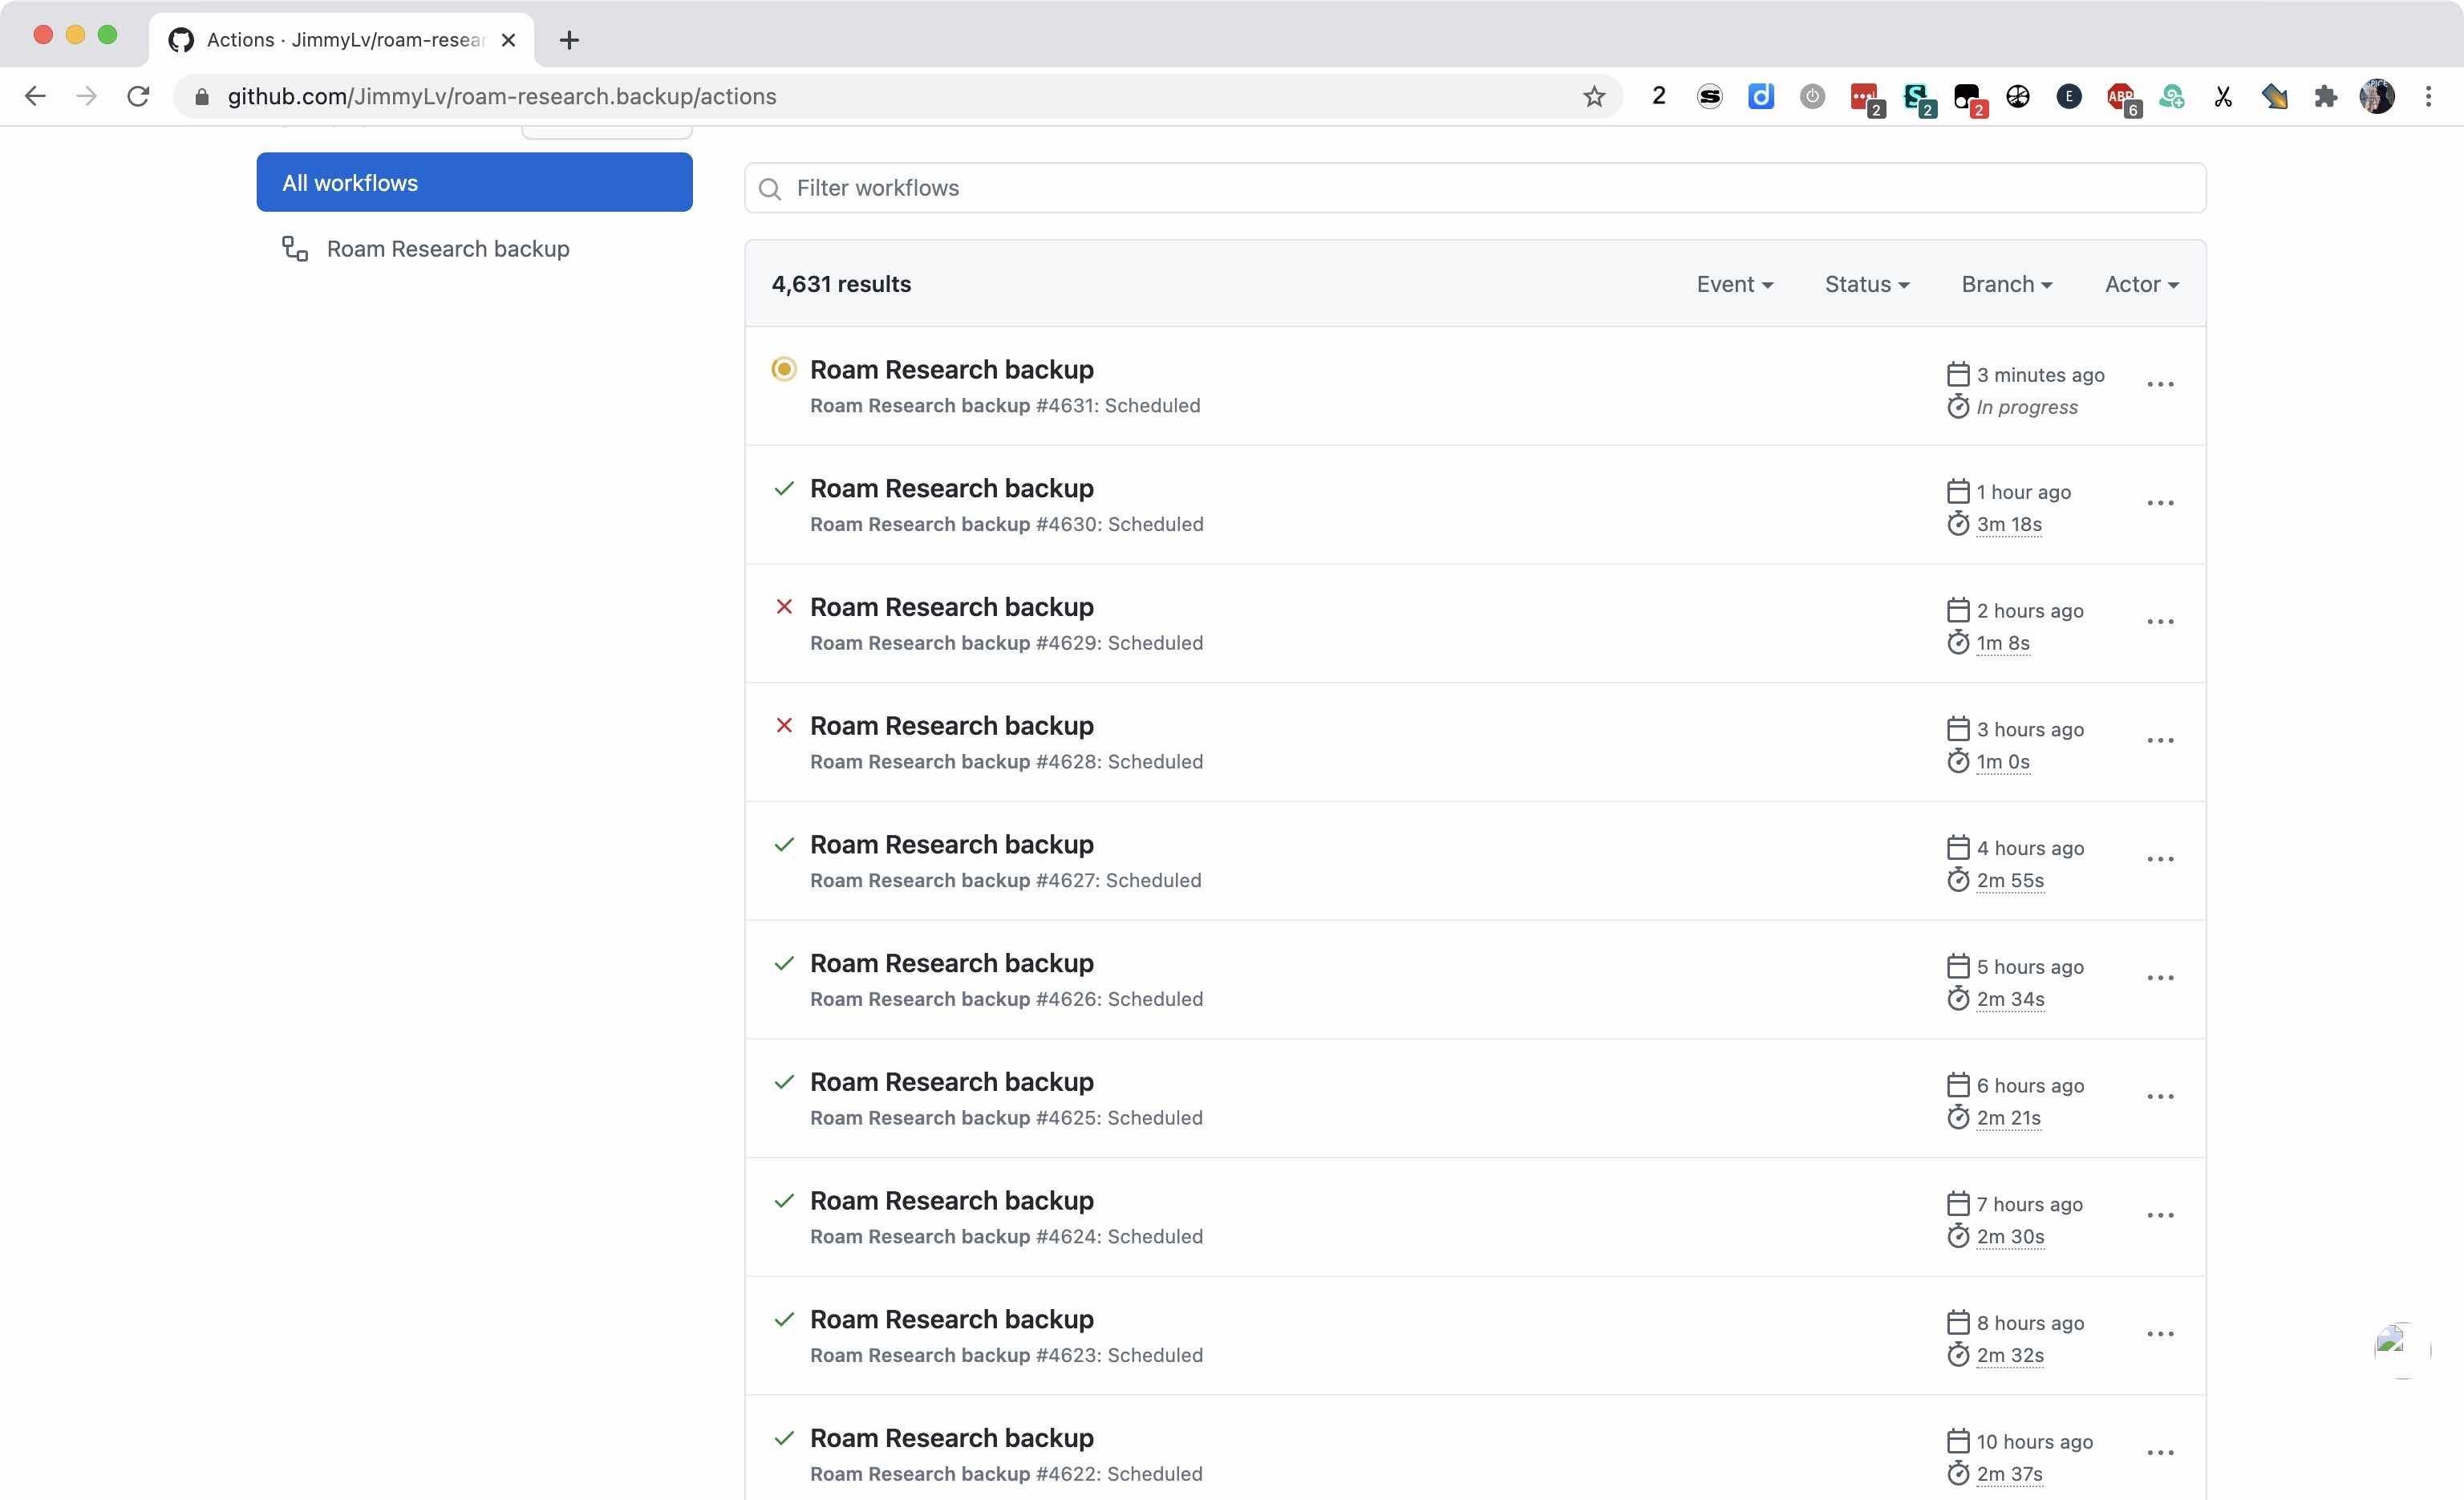 Actions · JimmyLv/roam-resear
github.com/JimmyLv/roam-research.backup/actions
2
2
2
2
E
ABP
6
All workflows
Filter workflows
Roam Research backup
4,631 results
Event
Status
Branch
Actor
Roam Research backup
3 minutes ago
Roam Research backup #4631: Scheduled
In progress
Roam Research backup
1 hour ago
Roam Research backup #4630: Scheduled
3m 18s
Roam Research backup
2 hours ago
Roam Research backup #4629: Scheduled
1m 8s
Roam Research backup
3 hours ago
Roam Research backup #4628: Scheduled
1m 0s
Roam Research backup
4 hours ago
Roam Research backup #4627: Scheduled
2m 55s
Roam Research backup
5 hours ago
Roam Research backup #4626: Scheduled
2m 34s
Roam Research backup
6 hours ago
Roam Research backup #4625: Scheduled
2m 21s
Roam Research backup
7 hours ago
Roam Research backup #4624: Scheduled
2m 30s
Roam Research backup
8 hours ago
Roam Research backup #4623: Scheduled
2m 32s
Roam Research backup
10 hours ago
Roam Research backup #4622: Scheduled
2m 37s